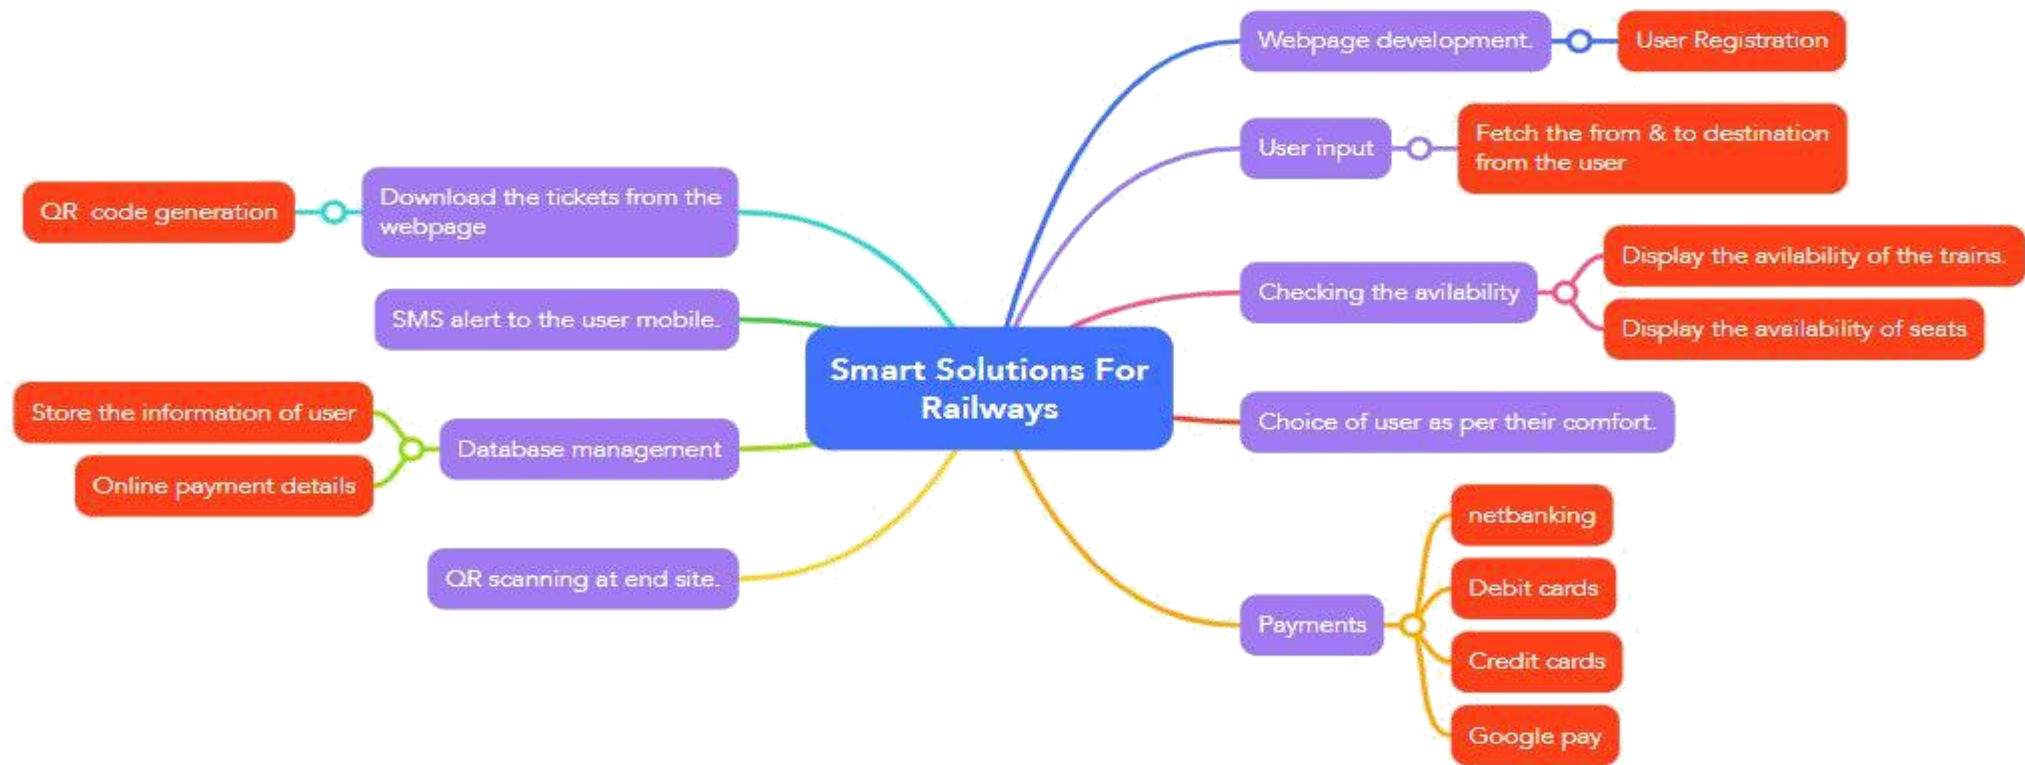 Smart Solutions For
Railways
Webpage development.
User Registration
User input
Fetch the from & to destination
from the user
Checking the avilability
Display the avilability of the trains.
Display the availability of seats
Choice of user as per their comfort.
Payments
netbanking
Debit cards
Credit cards
Google pay
Download the tickets from the
webpage
QR code generation
SMS alert to the user mobile.
Database management
Store the information of user
Online payment details
QR scanning at end site.